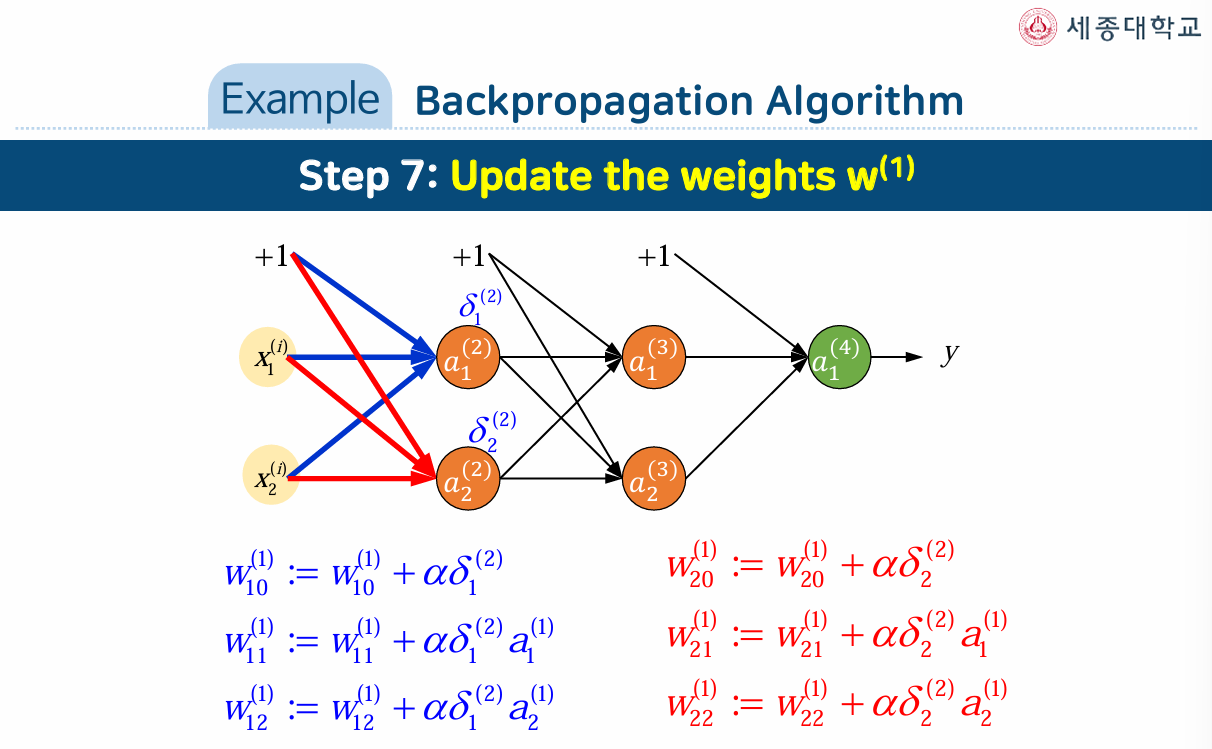 세종대학교
Example Backpropagation Algorithm
Step 7: Update the weights w⁽¹⁾
+1 +1 +1
δ₁⁽²⁾
x₁⁽ⁱ⁾ a₁⁽²⁾ a₁⁽³⁾ a₁⁽⁴⁾ y
δ₂⁽²⁾
x₂⁽ⁱ⁾ a₂⁽²⁾ a₂⁽³⁾
w₁₀⁽¹⁾ := w₁₀⁽¹⁾ + αδ₁⁽²⁾
w₁₁⁽¹⁾ := w₁₁⁽¹⁾ + αδ₁⁽²⁾a₁⁽¹⁾
w₁₂⁽¹⁾ := w₁₂⁽¹⁾ + αδ₁⁽²⁾a₂⁽¹⁾
w₂₀⁽¹⁾ := w₂₀⁽¹⁾ + αδ₂⁽²⁾
w₂₁⁽¹⁾ := w₂₁⁽¹⁾ + αδ₂⁽²⁾a₁⁽¹⁾
w₂₂⁽¹⁾ := w₂₂⁽¹⁾ + αδ₂⁽²⁾a₂⁽¹⁾